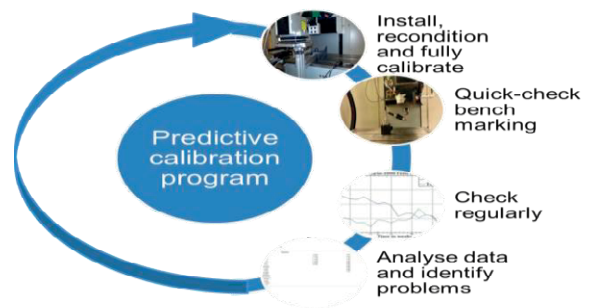 Install,
recondition
and fully
calibrate
Quick-check
bench
marking
Predictive
calibration
program
Check
regularly
Analyse data
and identify
problems